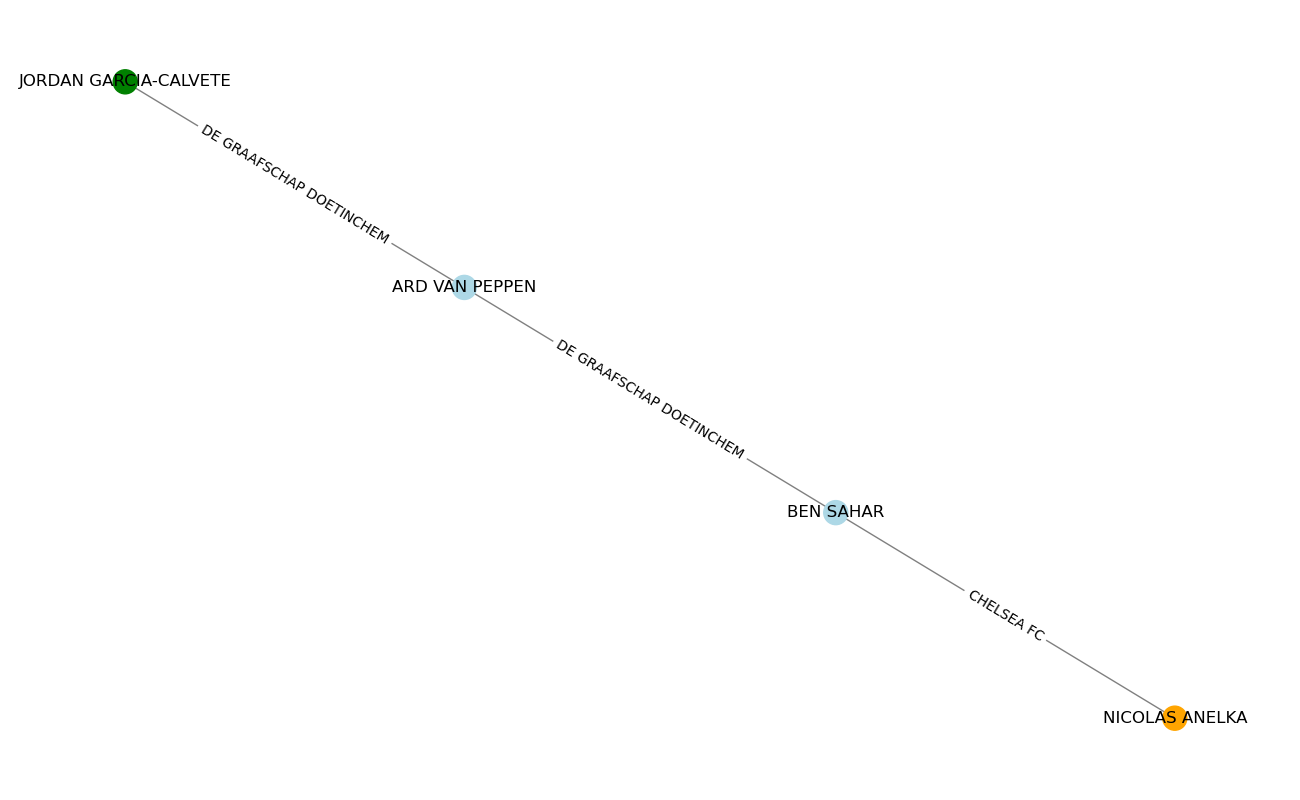 JORDAN GARCIA-CALVETE
DE GRAAFSCHAP DOETINCHEM
ARD VAN PEPPEN
DE GRAAFSCHAP DOETINCHEM
BEN SAHAR
CHELSEA FC
NICOLAS ANELKA